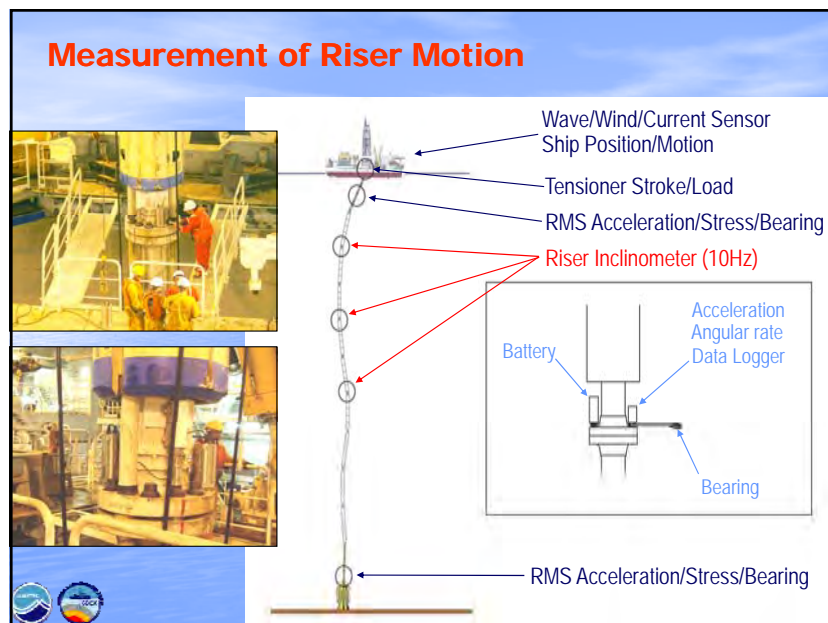 Measurement of Riser Motion
Wave/Wind/Current Sensor
Ship Position/Motion
Tensioner Stroke/Load
RMS Acceleration/Stress/Bearing
Riser Inclinometer (10Hz)
Acceleration
Angular rate
Data Logger
Battery
Bearing
RMS Acceleration/Stress/Bearing